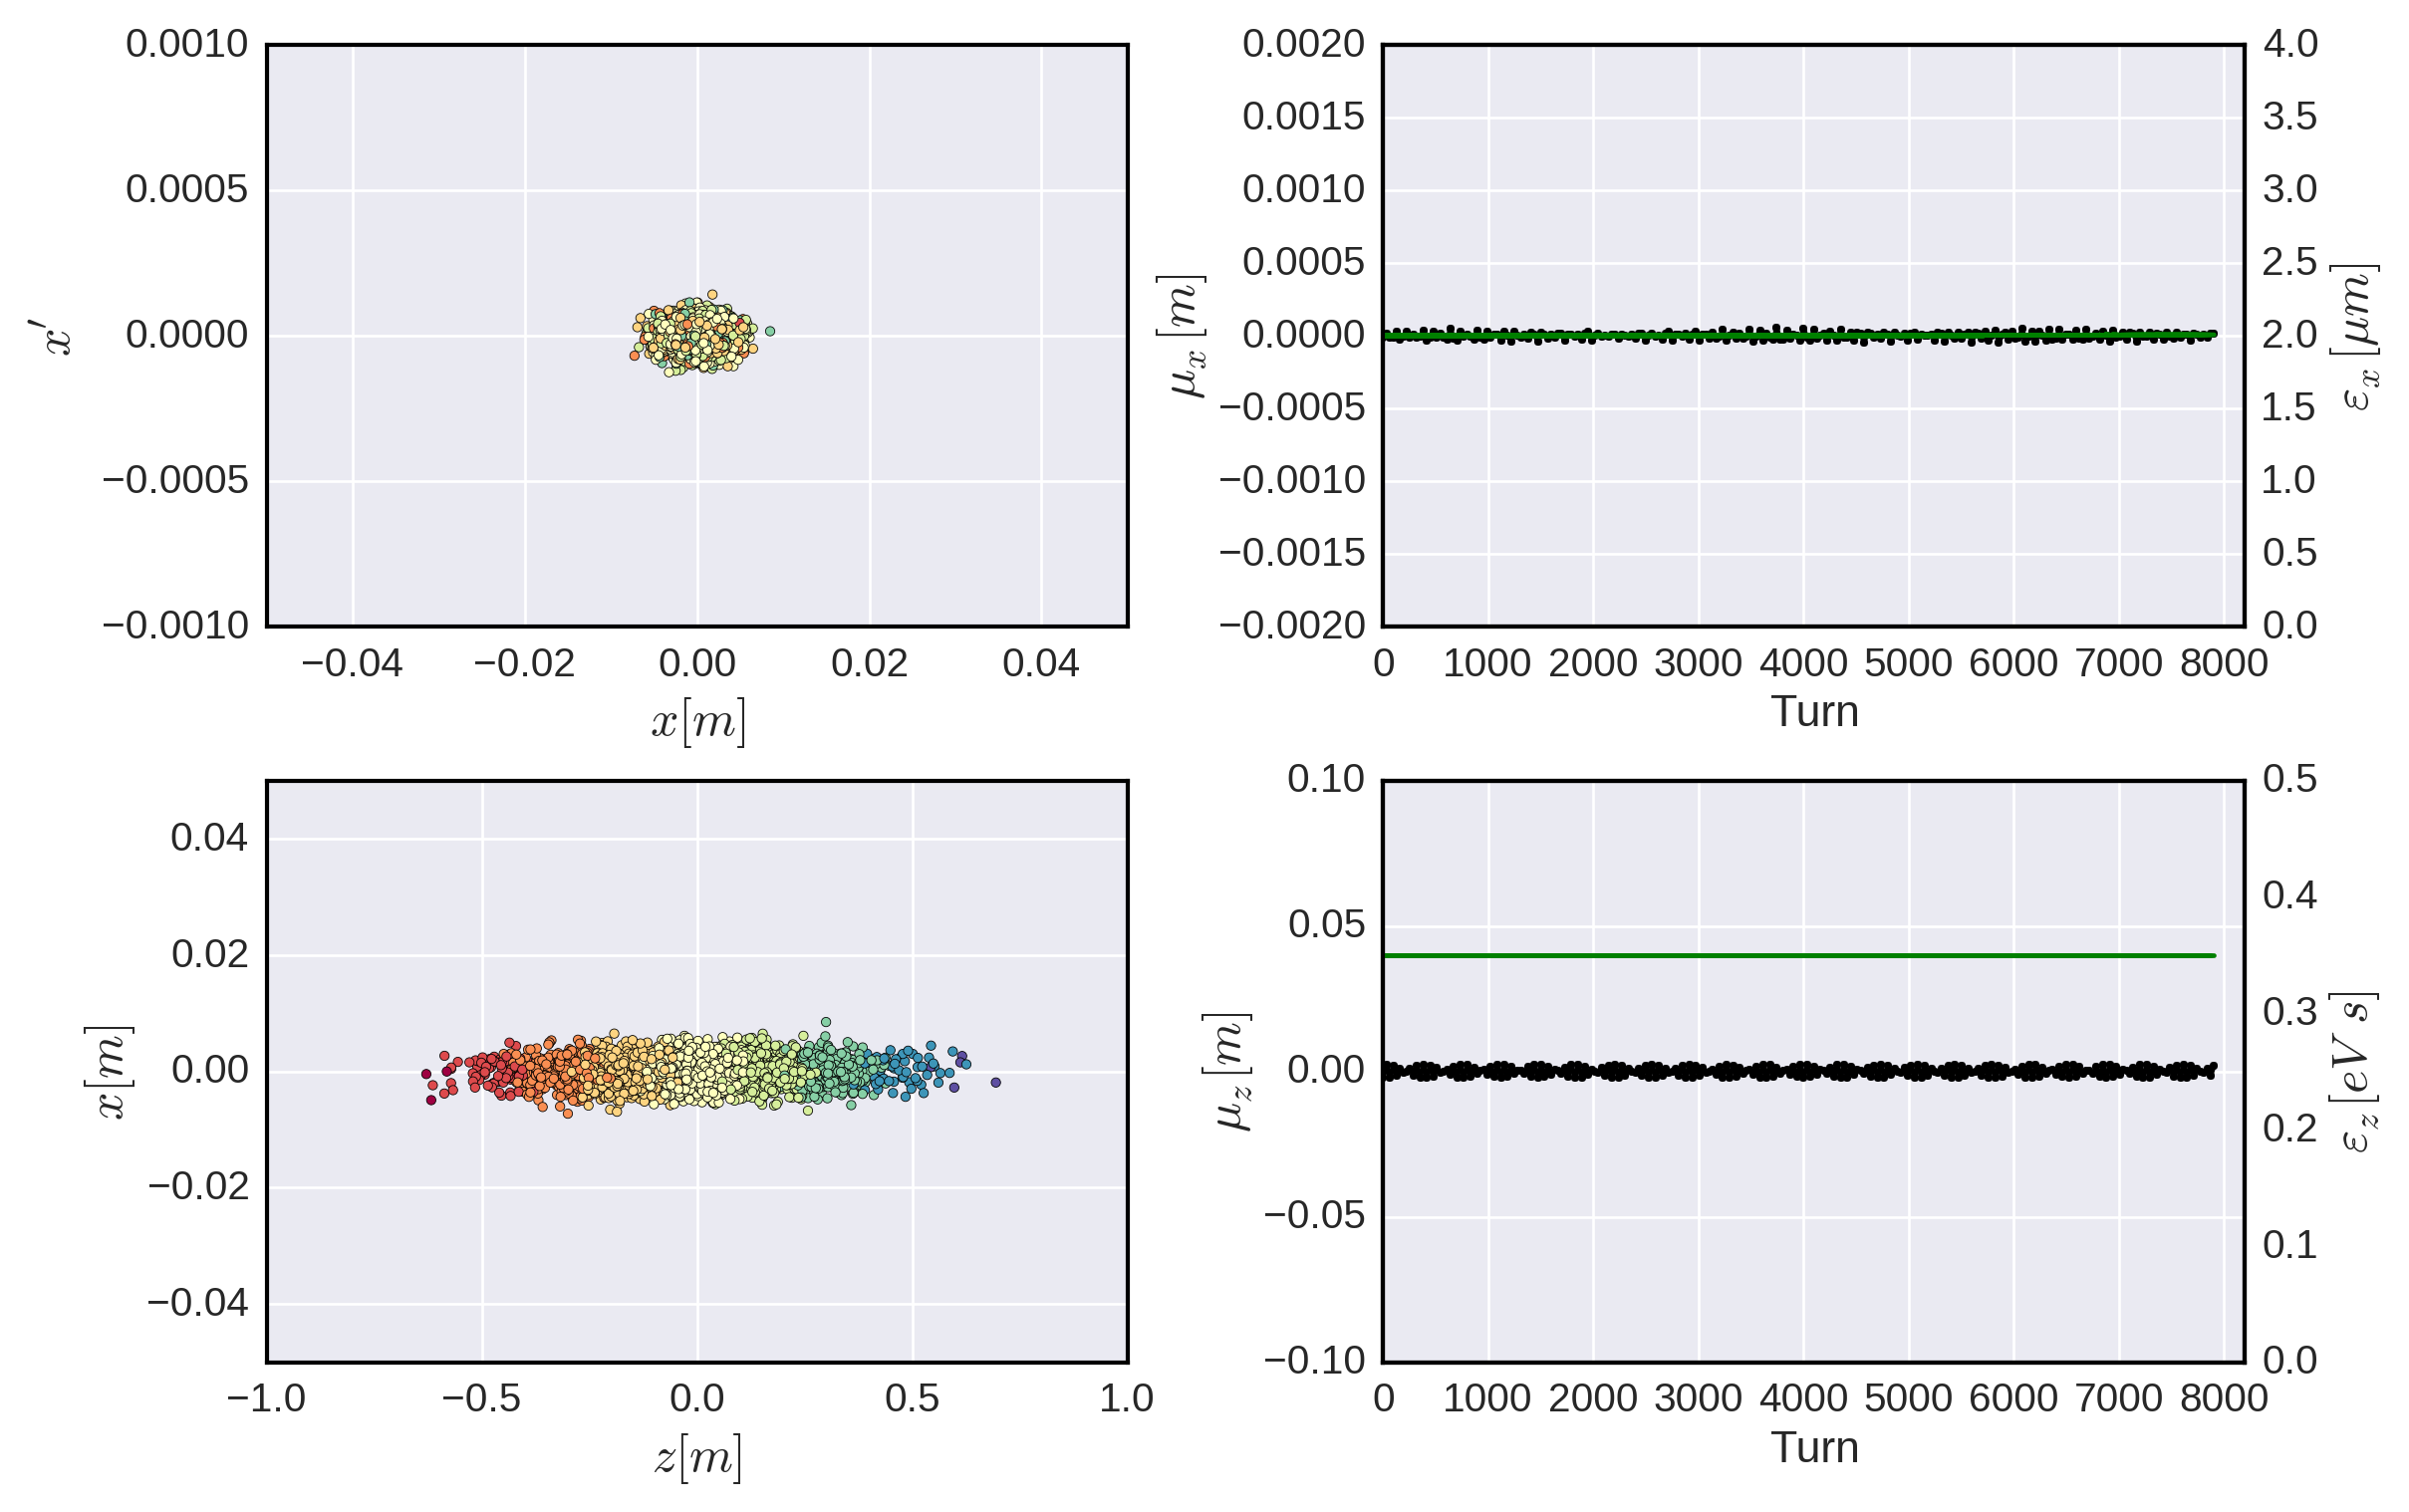 0.0010
0.0005
0.0000
−0.0005
−0.0010
x′
−0.04 −0.02 0.00 0.02 0.04
x[m]
0.0020
0.0015
0.0010
0.0005
0.0000
−0.0005
−0.0010
−0.0015
−0.0020
μx [m]
4.0
3.5
3.0
2.5
2.0
1.5
1.0
0.5
0.0
εx [μm]
0 1000 2000 3000 4000 5000 6000 7000 8000
Turn
0.04
0.02
0.00
−0.02
−0.04
x[m]
−1.0 −0.5 0.0 0.5 1.0
z[m]
0.10
0.05
0.00
−0.05
−0.10
μz [m]
0.5
0.4
0.3
0.2
0.1
0.0
εz [eV s]
0 1000 2000 3000 4000 5000 6000 7000 8000
Turn